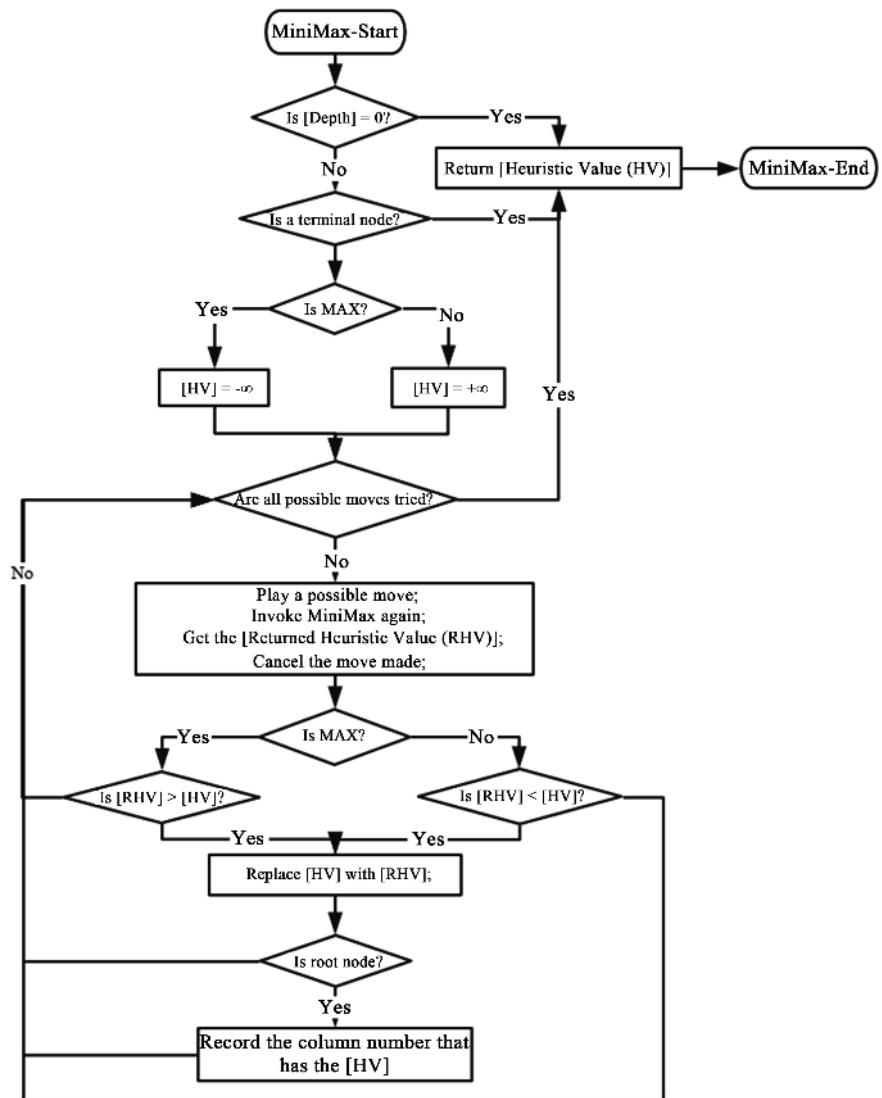 MiniMax-Start
Is [Depth] = 0?
Yes
No
Return [Heuristic Value (HV)]
MiniMax-End
Is a terminal node?
Yes
Is MAX?
Yes
No
[HV] = -∞
[HV] = +∞
Yes
Are all possible moves tried?
No
No
Play a possible move;
Invoke MiniMax again;
Get the [Returned Heuristic Value (RHV)];
Cancel the move made;
Is MAX?
Yes
No
Is [RHV] > [HV]?
Is [RHV] < [HV]?
Yes
Yes
Replace [HV] with [RHV];
Is root node?
Yes
Record the column number that
has the [HV]